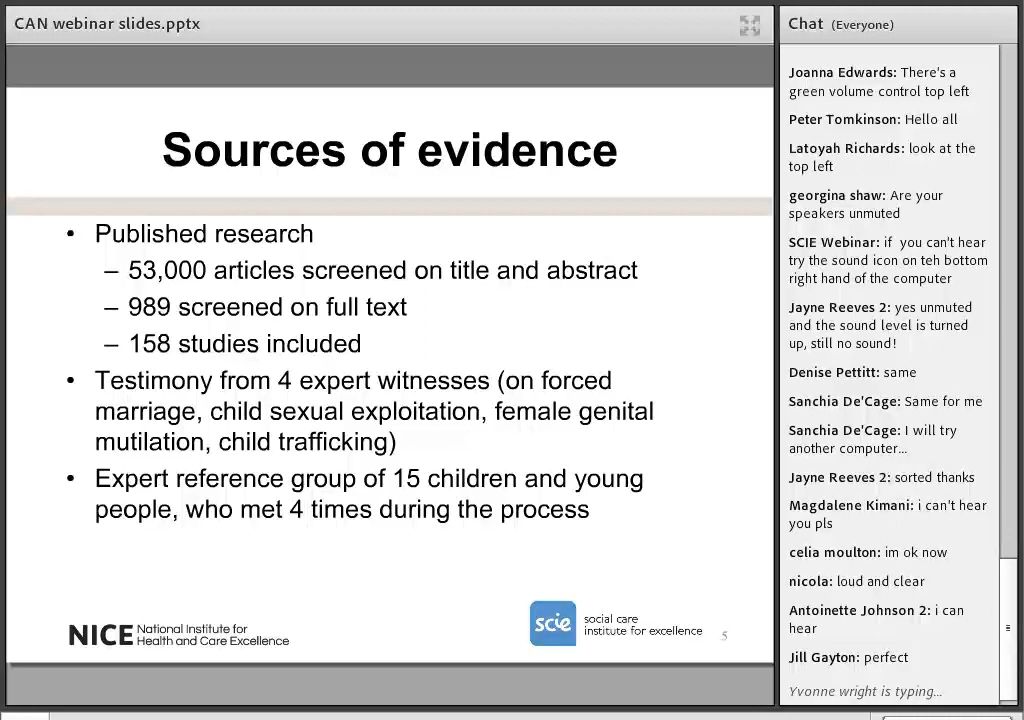 CAN webinar slides.pptx
Sources of evidence
• Published research
– 53,000 articles screened on title and abstract
– 989 screened on full text
– 158 studies included
• Testimony from 4 expert witnesses (on forced
marriage, child sexual exploitation, female genital
mutilation, child trafficking)
• Expert reference group of 15 children and young
people, who met 4 times during the process
NICE National Institute for
Health and Care Excellence
scie social care
institute for excellence
5
Chat (Everyone)
Joanna Edwards: There's a
green volume control top left
Peter Tomkinson: Hello all
Latoyah Richards: look at the
top left
georgina shaw: Are your
speakers unmuted
SCIE Webinar: if you can't hear
try the sound icon on teh bottom
right hand of the computer
Jayne Reeves 2: yes unmuted
and the sound level is turned
up, still no sound!
Denise Pettitt: same
Sanchia De'Cage: Same for me
Sanchia De'Cage: I will try
another computer...
Jayne Reeves 2: sorted thanks
Magdalene Kimani: i can't hear
you pls
celia moulton: im ok now
nicola: loud and clear
Antoinette Johnson 2: i can
hear
Jill Gayton: perfect
Yvonne wright is typing...